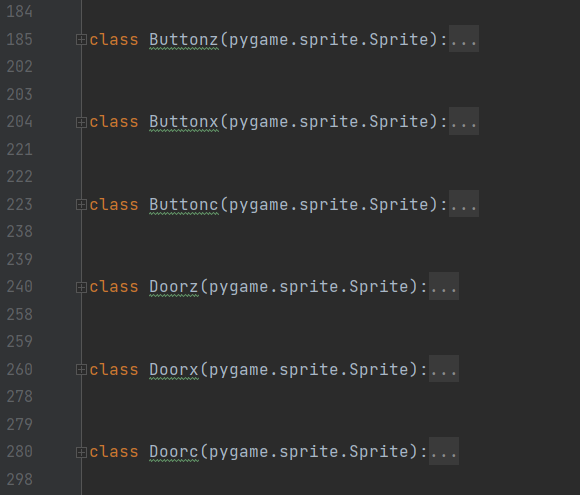 184
185 class Buttonz(pygame.sprite.Sprite):...
202
203
204 class Buttonx(pygame.sprite.Sprite):...
221
222
223 class Buttonc(pygame.sprite.Sprite):...
238
239
240 class Doorz(pygame.sprite.Sprite):...
258
259
260 class Doorx(pygame.sprite.Sprite):...
278
279
280 class Doorc(pygame.sprite.Sprite):...
298